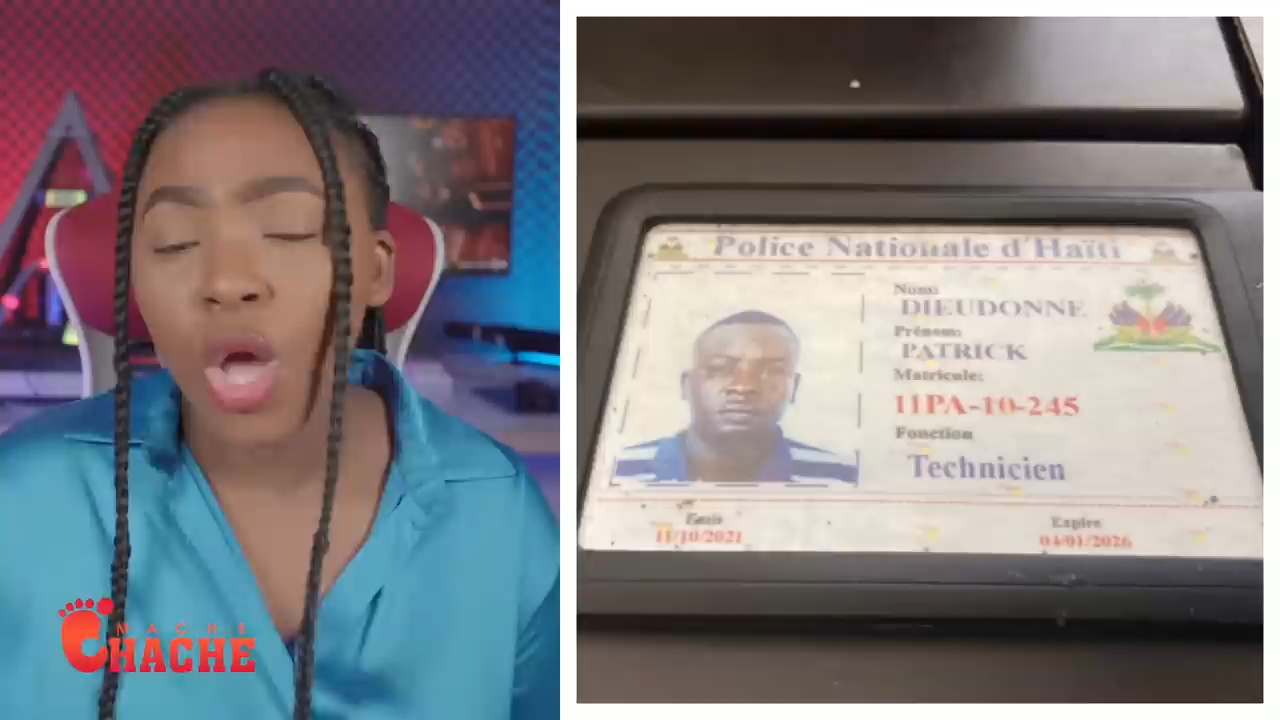 MACHE
CHACHE
Police Nationale d'Haïti
Nom:
DIEUDONNE
Prénom:
PATRICK
Matricule:
11PA-10-245
Fonction
Technicien
Emis
11/10/2021
Expire
04/01/2026